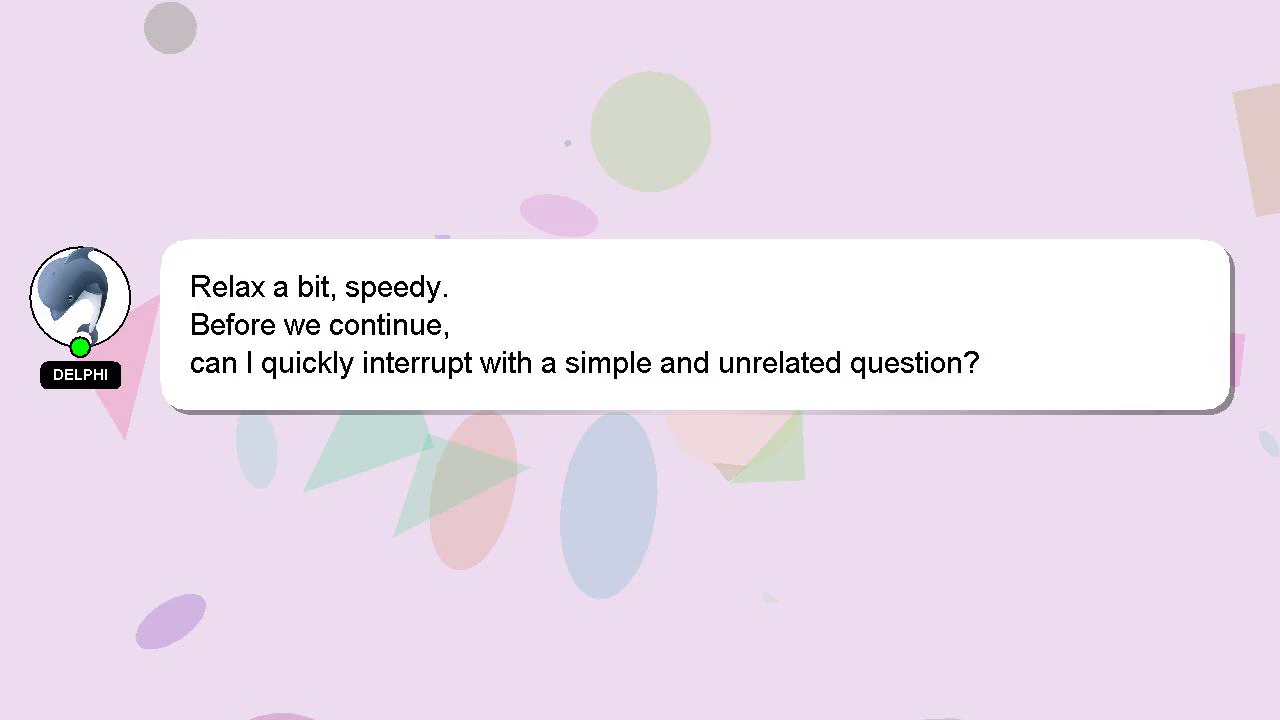 Relax a bit, speedy.
Before we continue,
can I quickly interrupt with a simple and unrelated question?
DELPHI